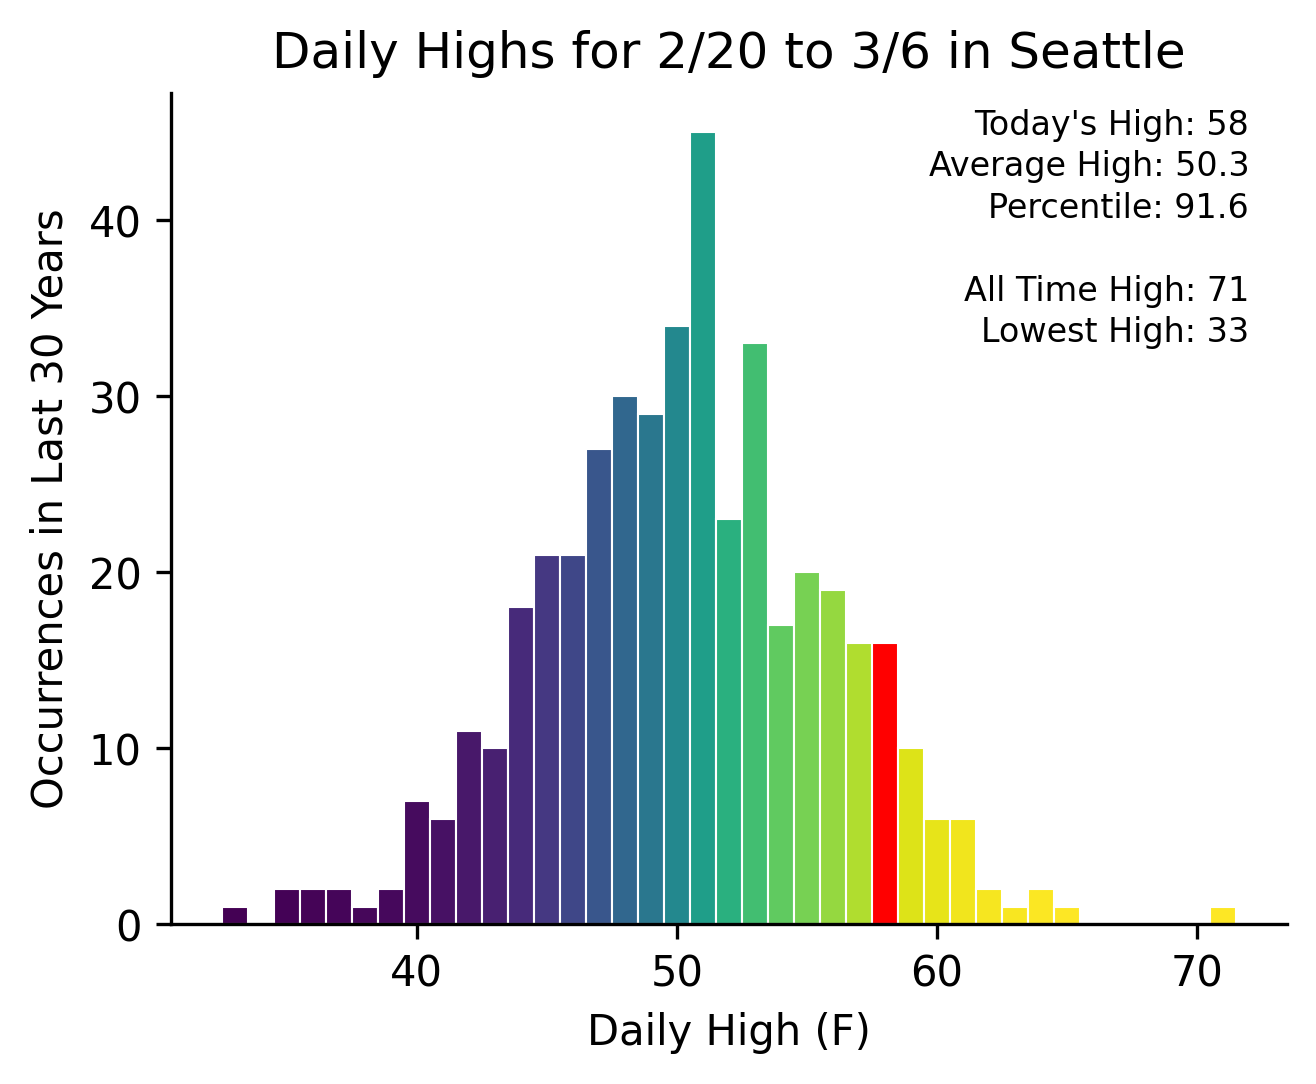 Daily Highs for 2/20 to 3/6 in Seattle
Today's High: 58
Average High: 50.3
Percentile: 91.6
All Time High: 71
Lowest High: 33
Occurrences in Last 30 Years
40
30
20
10
0
40 50 60 70
Daily High (F)